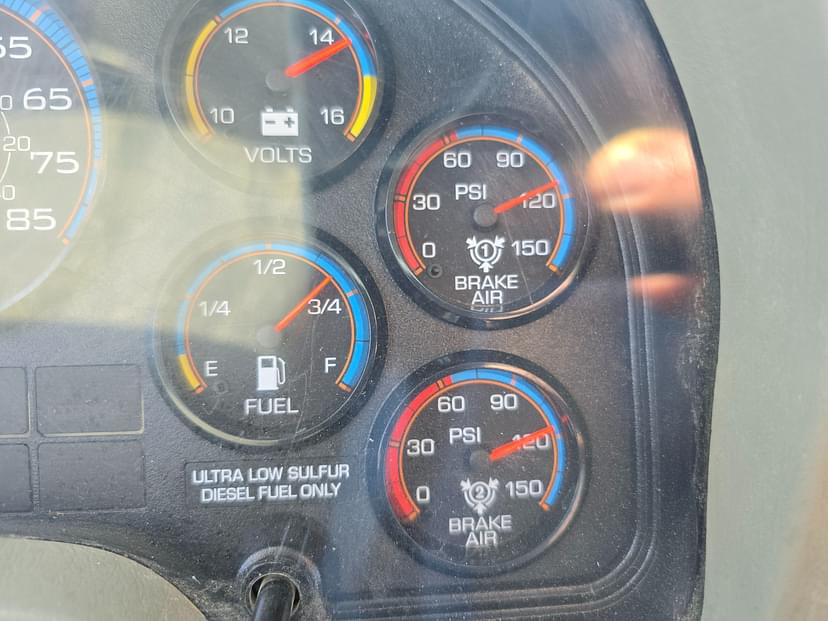 55
65
75
85
20
12
14
10
16
- +
VOLTS
60
90
PSI
30
120
0
150
1
BRAKE
AIR
1/2
1/4
3/4
E
F
FUEL
60
90
PSI
30
120
0
150
2
BRAKE
AIR
ULTRA LOW SULFUR
DIESEL FUEL ONLY